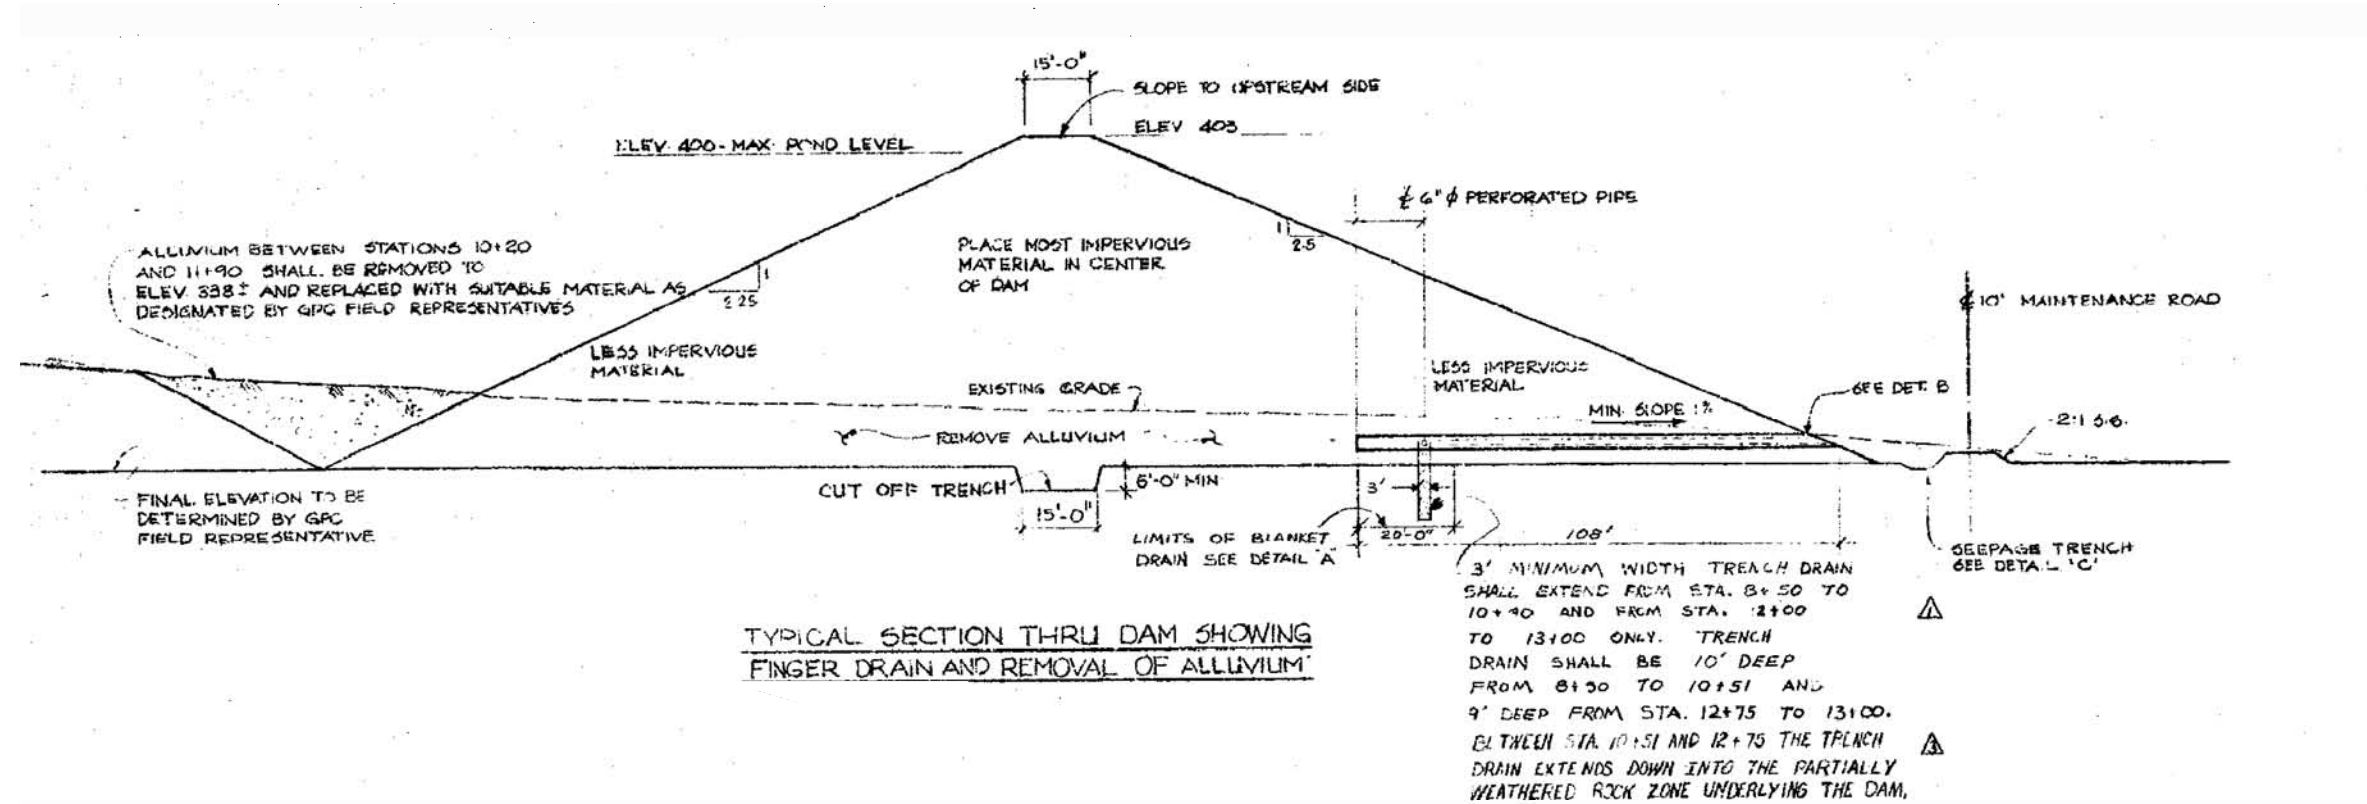 15'-0"
SLOPE TO UPSTREAM SIDE
ELEV 403
ELEV. 400 - MAX. POND LEVEL
℄ 6" ϕ PERFORATED PIPE
1
2.5
ALLUVIUM BETWEEN STATIONS 10+20
AND 11+90 SHALL BE REMOVED TO
ELEV. 338± AND REPLACED WITH SUITABLE MATERIAL AS
DESIGNATED BY GPC FIELD REPRESENTATIVES
1
2.25
PLACE MOST IMPERVIOUS
MATERIAL IN CENTER
OF DAM
℄ 10' MAINTENANCE ROAD
LESS IMPERVIOUS
MATERIAL
LESS IMPERVIOUS
MATERIAL
EXISTING GRADE
SEE DET. B
MIN. SLOPE 1%
2:1 S.S.
REMOVE ALLUVIUM
CUT OFF TRENCH
6'-0" MIN
15'-0"
3'
20'-0"
108'
FINAL ELEVATION TO BE
DETERMINED BY GPC
FIELD REPRESENTATIVE
LIMITS OF BLANKET
DRAIN SEE DETAIL "A"
SEEPAGE TRENCH
SEE DETAIL 'C'
3' MINIMUM WIDTH TRENCH DRAIN
SHALL EXTEND FROM STA. 8+50 TO
10+90 AND FROM STA. 12+00
TO 13+00 ONLY. TRENCH
DRAIN SHALL BE 10' DEEP
FROM 8+50 TO 10+51 AND
9' DEEP FROM STA. 12+75 TO 13+00.
BETWEEN STA. 10+51 AND 12+75 THE TRENCH
DRAIN EXTENDS DOWN INTO THE PARTIALLY
WEATHERED ROCK ZONE UNDERLYING THE DAM,
1
3
TYPICAL SECTION THRU DAM SHOWING
FINGER DRAIN AND REMOVAL OF ALLUVIUM